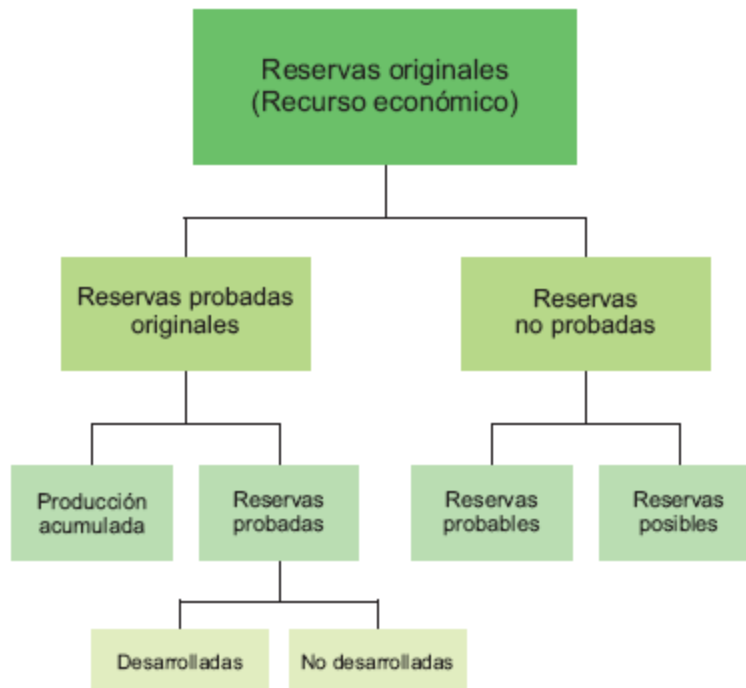 Reservas originales
(Recurso económico)
Reservas probadas
originales
Reservas
no probadas
Producción
acumulada
Reservas
probadas
Reservas
probables
Reservas
posibles
Desarrolladas
No desarrolladas